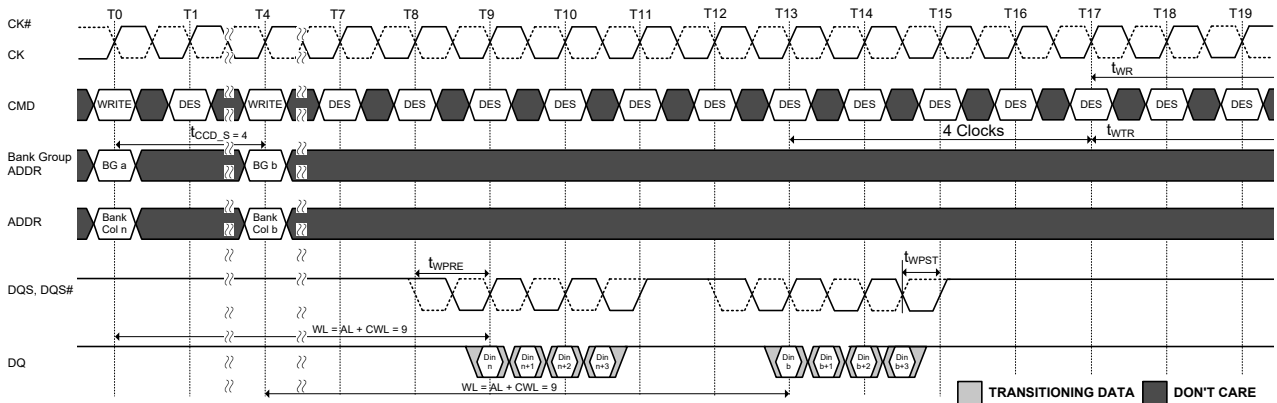 T0 T1 T4 T7 T8 T9 T10 T11 T12 T13 T14 T15 T16 T17 T18 T19
CK#
CK
tWR
CMD WRITE DES WRITE DES DES DES DES DES DES DES DES DES DES DES DES DES
tCCD_S = 4
4 Clocks
tWTR
Bank Group
ADDR
BG a BG b
ADDR
Bank
Col n
Bank
Col b
tWPRE
tWPST
DQS, DQS#
WL = AL + CWL = 9
DQ
Din
n
Din
n+1
Din
n+2
Din
n+3
Din
b
Din
b+1
Din
b+2
Din
b+3
WL = AL + CWL = 9
TRANSITIONING DATA
DON'T CARE